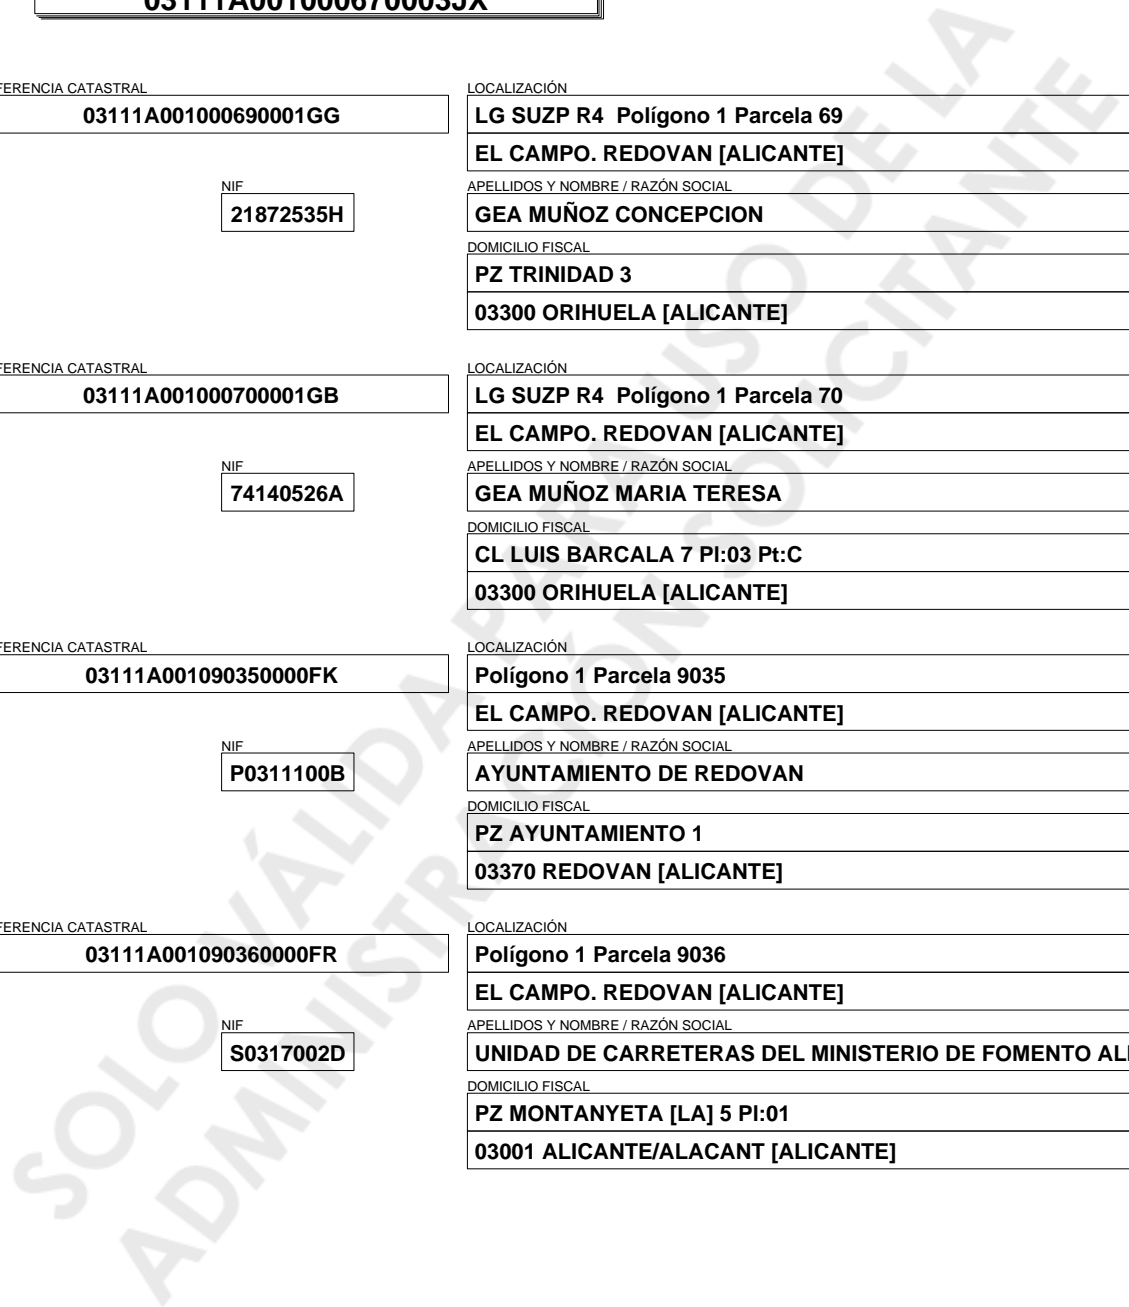 REFERENCIA CATASTRAL LOCALIZACIÓN
03111A001000690001GG LG SUZP R4 Polígono 1 Parcela 69
EL CAMPO. REDOVAN [ALICANTE]
NIF APELLIDOS Y NOMBRE / RAZÓN SOCIAL
21872535H GEA MUÑOZ CONCEPCION
DOMICILIO FISCAL
PZ TRINIDAD 3
03300 ORIHUELA [ALICANTE]
FERENCIA CATASTRAL LOCALIZACIÓN
03111A001000700001GB LG SUZP R4 Polígono 1 Parcela 70
EL CAMPO. REDOVAN [ALICANTE]
NIF APELLIDOS Y NOMBRE / RAZÓN SOCIAL
74140526A GEA MUÑOZ MARIA TERESA
DOMICILIO FISCAL
CL LUIS BARCALA 7 Pl:03 Pt:C
03300 ORIHUELA [ALICANTE]
FERENCIA CATASTRAL LOCALIZACIÓN
03111A001090350000FK Polígono 1 Parcela 9035
EL CAMPO. REDOVAN [ALICANTE]
NIF APELLIDOS Y NOMBRE / RAZÓN SOCIAL
P0311100B AYUNTAMIENTO DE REDOVAN
DOMICILIO FISCAL
PZ AYUNTAMIENTO 1
03370 REDOVAN [ALICANTE]
FERENCIA CATASTRAL LOCALIZACIÓN
03111A001090360000FR Polígono 1 Parcela 9036
EL CAMPO. REDOVAN [ALICANTE]
NIF APELLIDOS Y NOMBRE / RAZÓN SOCIAL
S0317002D UNIDAD DE CARRETERAS DEL MINISTERIO DE FOMENTO
DOMICILIO FISCAL
PZ MONTANYETA [LA] 5 Pl:01
03001 ALICANTE/ALACANT [ALICANTE]
SOLO VÁLIDA PARA USO DE LA
ADMINISTRACIÓN SOLICITANTE